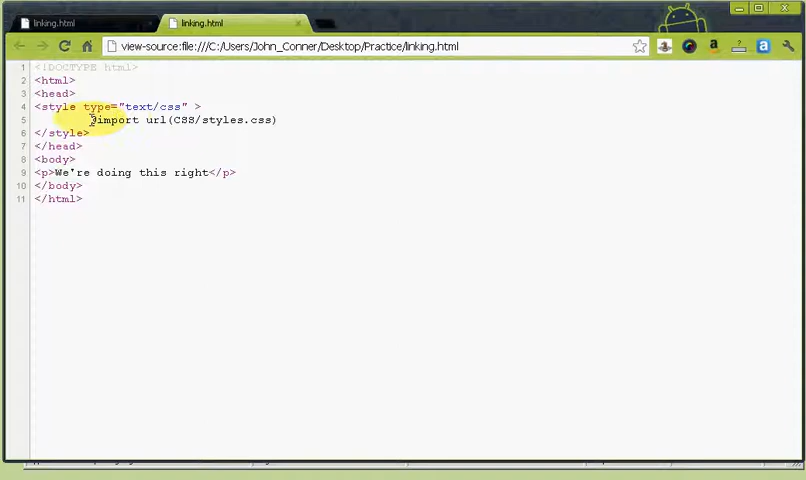 linking.html
linking.html
view-source:file:///C:/Users/John_Conner/Desktop/Practice/linking.html
1 <!DOCTYPE html>
2 <html>
3 <head>
4 <style type="text/css" >
5 @import url(CSS/styles.css)
6 </style>
7 </head>
8 <body>
9 <p>We're doing this right</p>
10 </body>
11 </html>